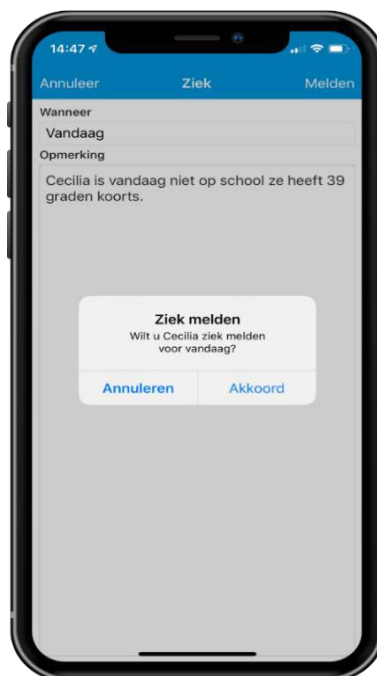 14:47
Annuleer Ziek Melden
Wanneer
Vandaag
Opmerking
Cecilia is vandaag niet op school ze heeft 39
graden koorts.
Ziek melden
Wilt u Cecilia ziek melden
voor vandaag?
Annuleren Akkoord